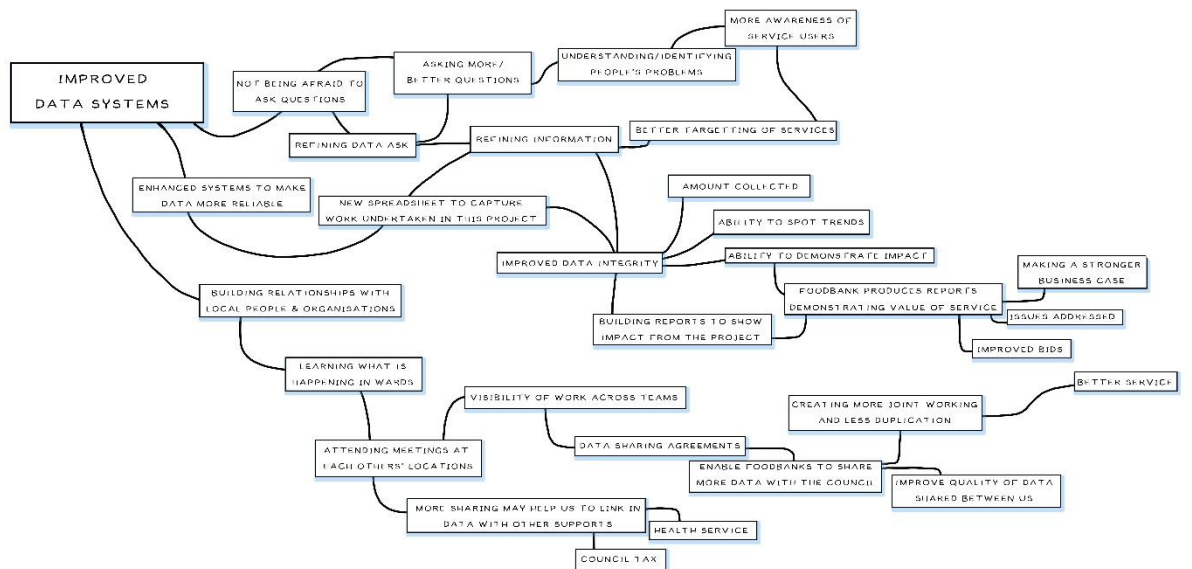 IMPROVED
DATA SYSTEMS
NOT BEING AFRAID TO
ASK QUESTIONS
ASKING MORE/
BETTER QUESTIONS
UNDERSTANDING/IDENTIFYING
PEOPLE'S PROBLEMS
MORE AWARENESS OF
SERVICE USERS
REFINING DATA ASK
REFINING INFORMATION
BETTER TARGETTING OF SERVICES
ENHANCED SYSTEMS TO MAKE
DATA MORE RELIABLE
NEW SPREADSHEET TO CAPTURE
WORK UNDERTAKEN IN THIS PROJECT
AMOUNT COLLECTED
ABILITY TO SPOT TRENDS
IMPROVED DATA INTEGRITY
ABILITY TO DEMONSTRATE IMPACT
MAKING A STRONGER
BUSINESS CASE
FOODBANK PRODUCES REPORTS
DEMONSTRATING VALUE OF SERVICE
ISSUES ADDRESSED
IMPROVED BIDS
BUILDING REPORTS TO SHOW
IMPACT FROM THE PROJECT
BUILDING RELATIONSHIPS WITH
LOCAL PEOPLE & ORGANISATIONS
LEARNING WHAT IS
HAPPENING IN WARDS
ATTENDING MEETINGS AT
EACH OTHERS' LOCATIONS
VISIBILITY OF WORK ACROSS TEAMS
DATA SHARING AGREEMENTS
ENABLE FOODBANKS TO SHARE
MORE DATA WITH THE COUNCIL
CREATING MORE JOINT WORKING
AND LESS DUPLICATION
BETTER SERVICE
IMPROVE QUALITY OF DATA
SHARED BETWEEN US
MORE SHARING MAY HELP US TO LINK IN
DATA WITH OTHER SUPPORTS
HEALTH SERVICE
COUNCIL TAX